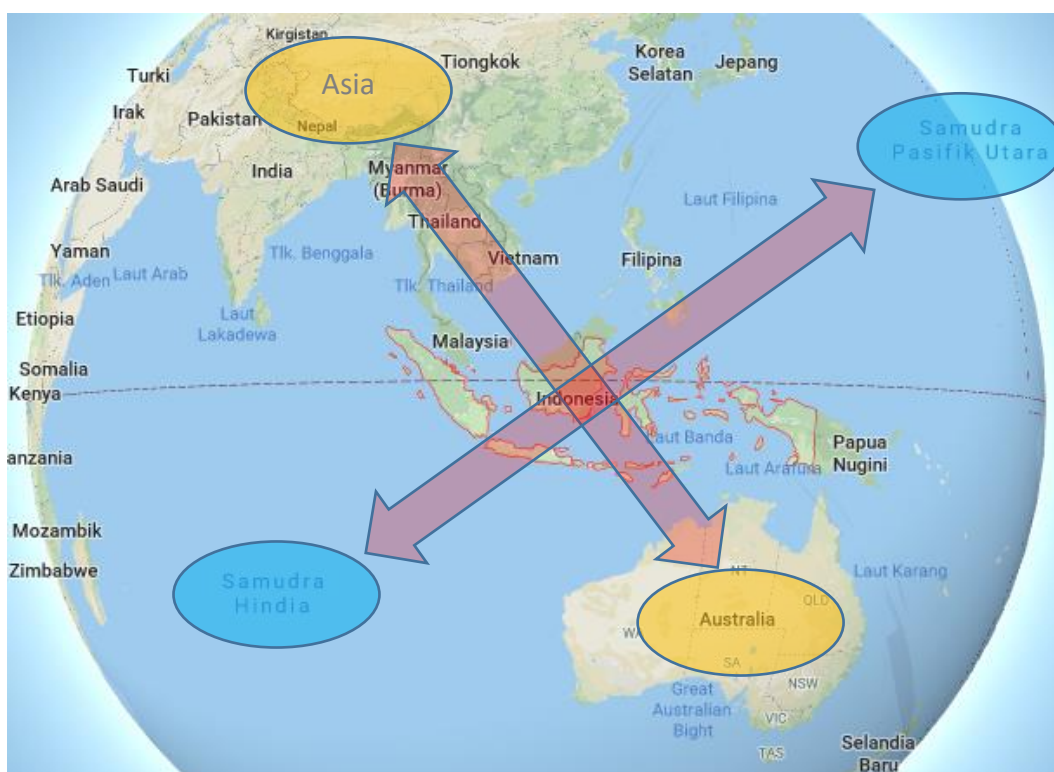 Kirgistan
Asia
Tiongkok
Korea
Selatan
Jepang
Turki
Irak
Pakistan
Nepal
Samudra
Pasifik Utara
India
Myanmar
(Burma)
Arab Saudi
Laut Filipina
Thailand
Yaman
Tlk. Benggala
Vietnam
Filipina
Tlk. Aden
Laut Arab
Tlk. Thailand
Etiopia
Laut
Lakadewa
Malaysia
Somalia
Kenya
Indonesia
Laut Banda
Papua
Nugini
anzania
Laut Arafura
Mozambik
Zimbabwe
Samudra
Hindia
NT
Laut Karang
QLD
Australia
WA
SA
NSW
Great
Australian
Bight
VIC
TAS
Selandia
Baru